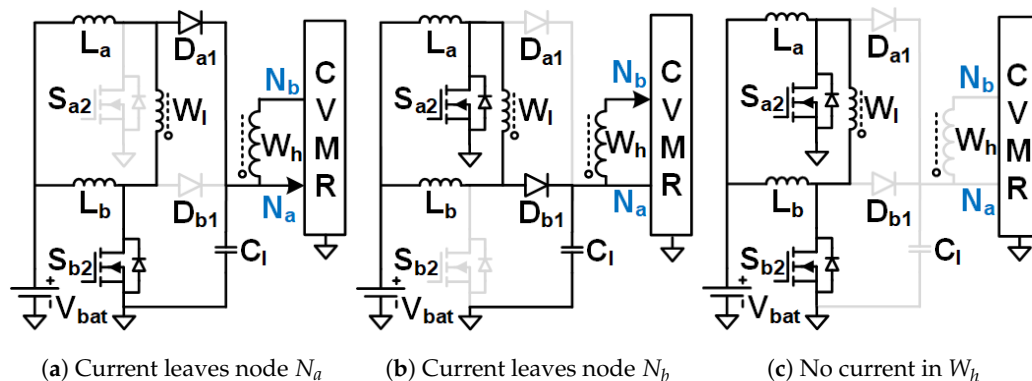 La
Da1
Sa2
Wl
Nb
Wh
Lb
Db1
Na
Cl
Sb2
+
Vbat
C
V
M
R
(a) Current leaves node Na
La
Da1
Sa2
Wl
Nb
Wh
Lb
Db1
Na
Cl
Sb2
+
Vbat
C
V
M
R
(b) Current leaves node Nb
La
Da1
Sa2
Wl
Nb
Wh
Lb
Db1
Na
Cl
Sb2
+
Vbat
C
V
M
R
(c) No current in Wh